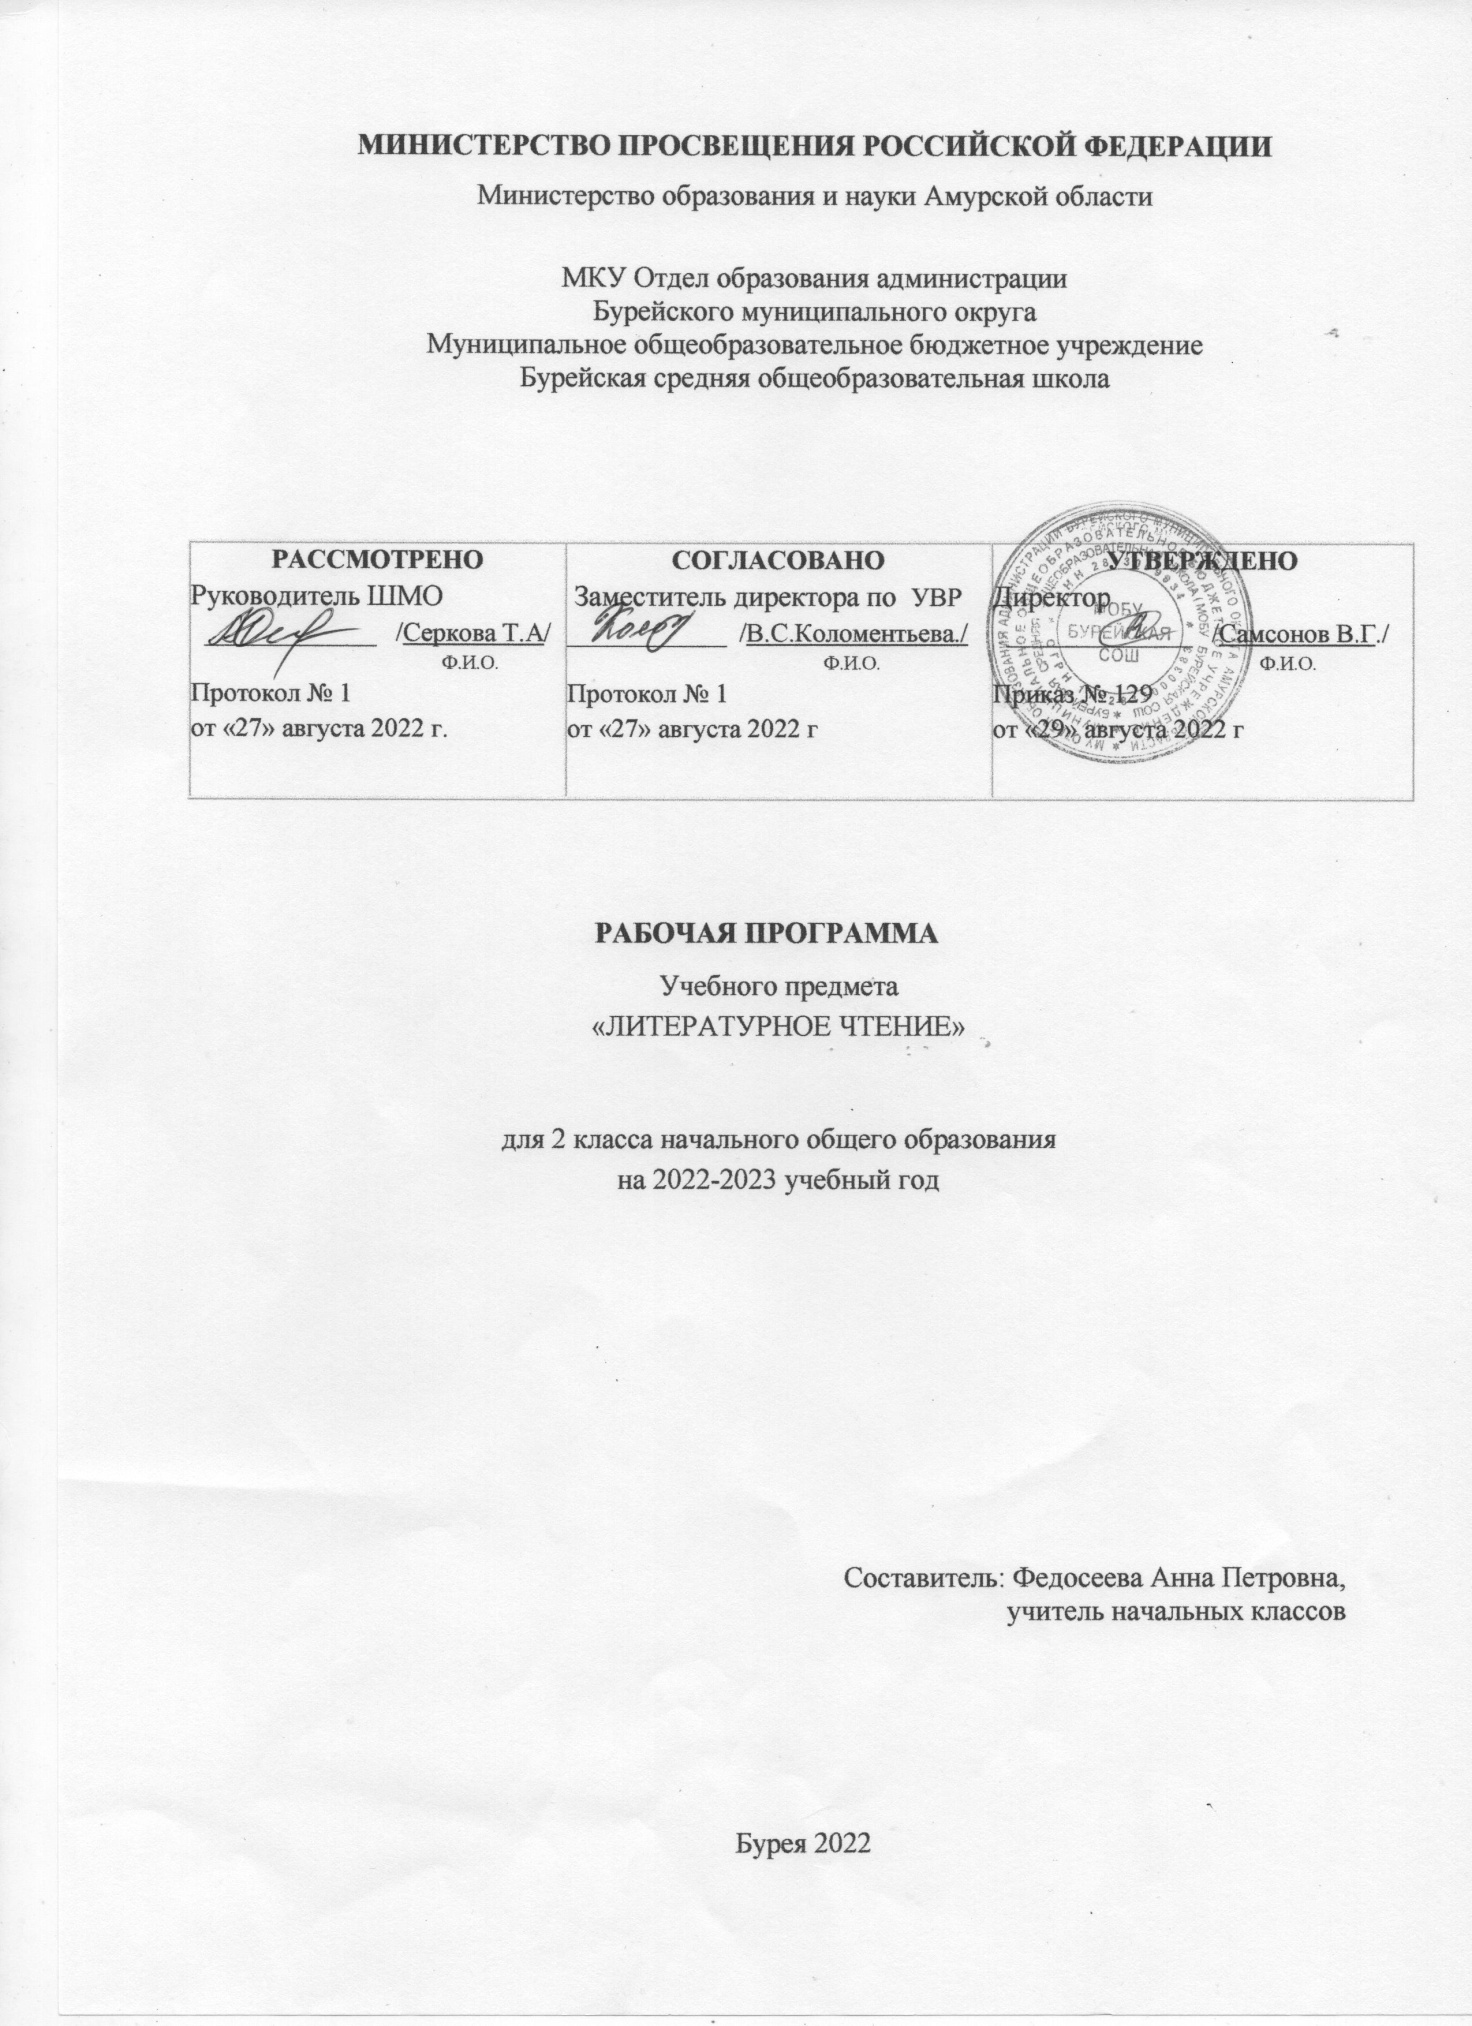 МИНИСТЕРСТВО ПРОСВЕЩЕНИЯ РОССИЙСКОЙ ФЕДЕРАЦИИ
Министерство образования и науки Амурской области
МКУ Отдел образования администрации
Бурейского муниципального округа
Муниципальное общеобразовательное бюджетное учреждение
Бурейская средняя общеобразовательная школа
РАССМОТРЕНО
Руководитель ШМО
/Серкова Т.А/
Ф.И.О.
Протокол № 1
от «27» августа 2022 г.
СОГЛАСОВАНО
Заместитель директора по УВР
/В.С.Коломентьева./
Ф.И.О.
Протокол № 1
от «27» августа 2022 г
УТВЕРЖДЕНО
Директор
/Самсонов В.Г./
Ф.И.О.
Приказ № 129
от «29» августа 2022 г
МОБУ
БУРЕЙСКАЯ
СОШ
РАБОЧАЯ ПРОГРАММА
Учебного предмета
«ЛИТЕРАТУРНОЕ ЧТЕНИЕ»
для 2 класса начального общего образования
на 2022-2023 учебный год
Составитель: Федосеева Анна Петровна,
учитель начальных классов
Бурея 2022